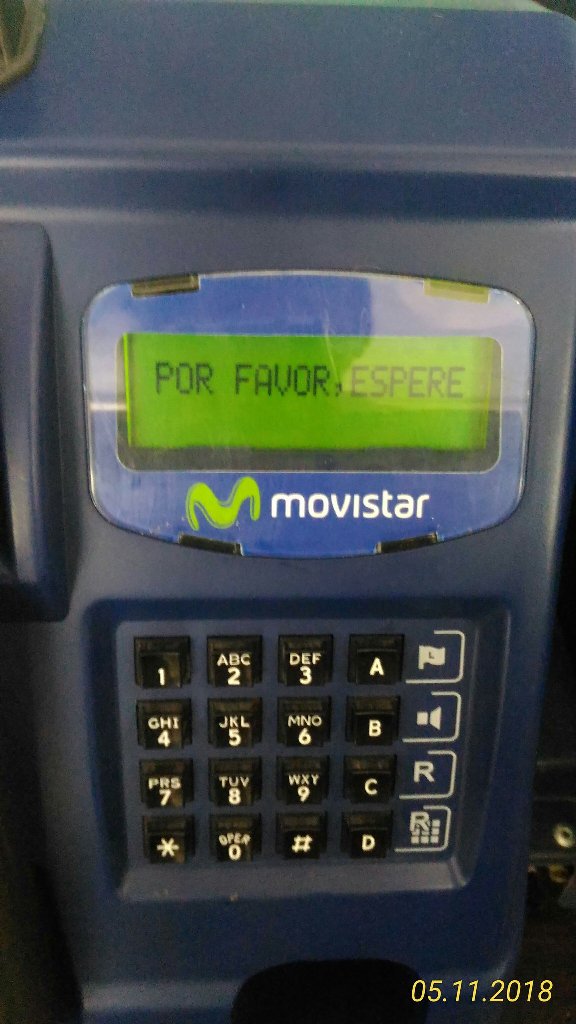 POR FAVOR,ESPERE
movistar
1 ABC 2 DEF 3 A
GHI 4 JKL 5 MNO 6 B
PRS 7 TUV 8 WXY 9 C R
* OPER 0 # D R
05.11.2018